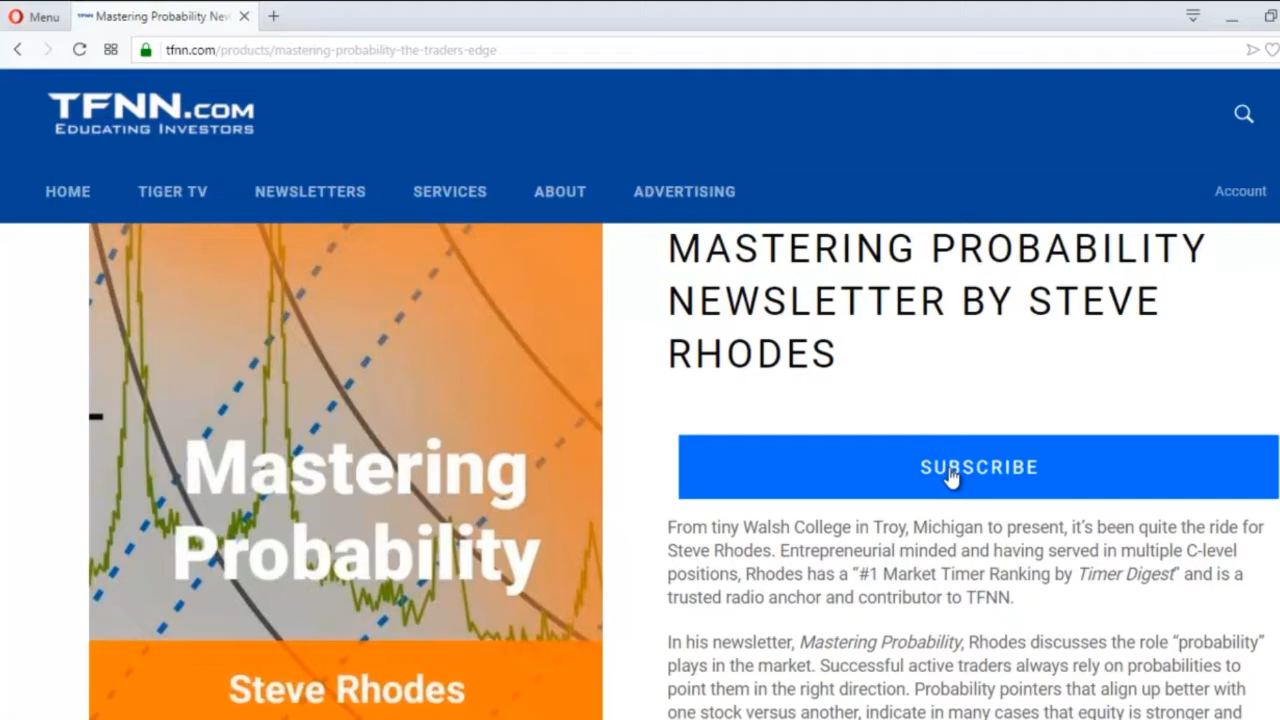 Menu
TFNN Mastering Probability New
tfnn.com/products/mastering-probability-the-traders-edge
TFNN.COM
EDUCATING INVESTORS
HOME TIGER TV NEWSLETTERS SERVICES ABOUT ADVERTISING Account
MASTERING PROBABILITY
NEWSLETTER BY STEVE
RHODES
Mastering
Probability
Steve Rhodes
SUBSCRIBE
From tiny Walsh College in Troy, Michigan to present, it's been quite the ride for
Steve Rhodes. Entrepreneurial minded and having served in multiple C-level
positions, Rhodes has a “#1 Market Timer Ranking by Timer Digest” and is a
trusted radio anchor and contributor to TFNN.
In his newsletter, Mastering Probability, Rhodes discusses the role “probability”
plays in the market. Successful active traders always rely on probabilities to
point them in the right direction. Probability pointers that align up better with
one stock versus another, indicate in many cases that equity is stronger and